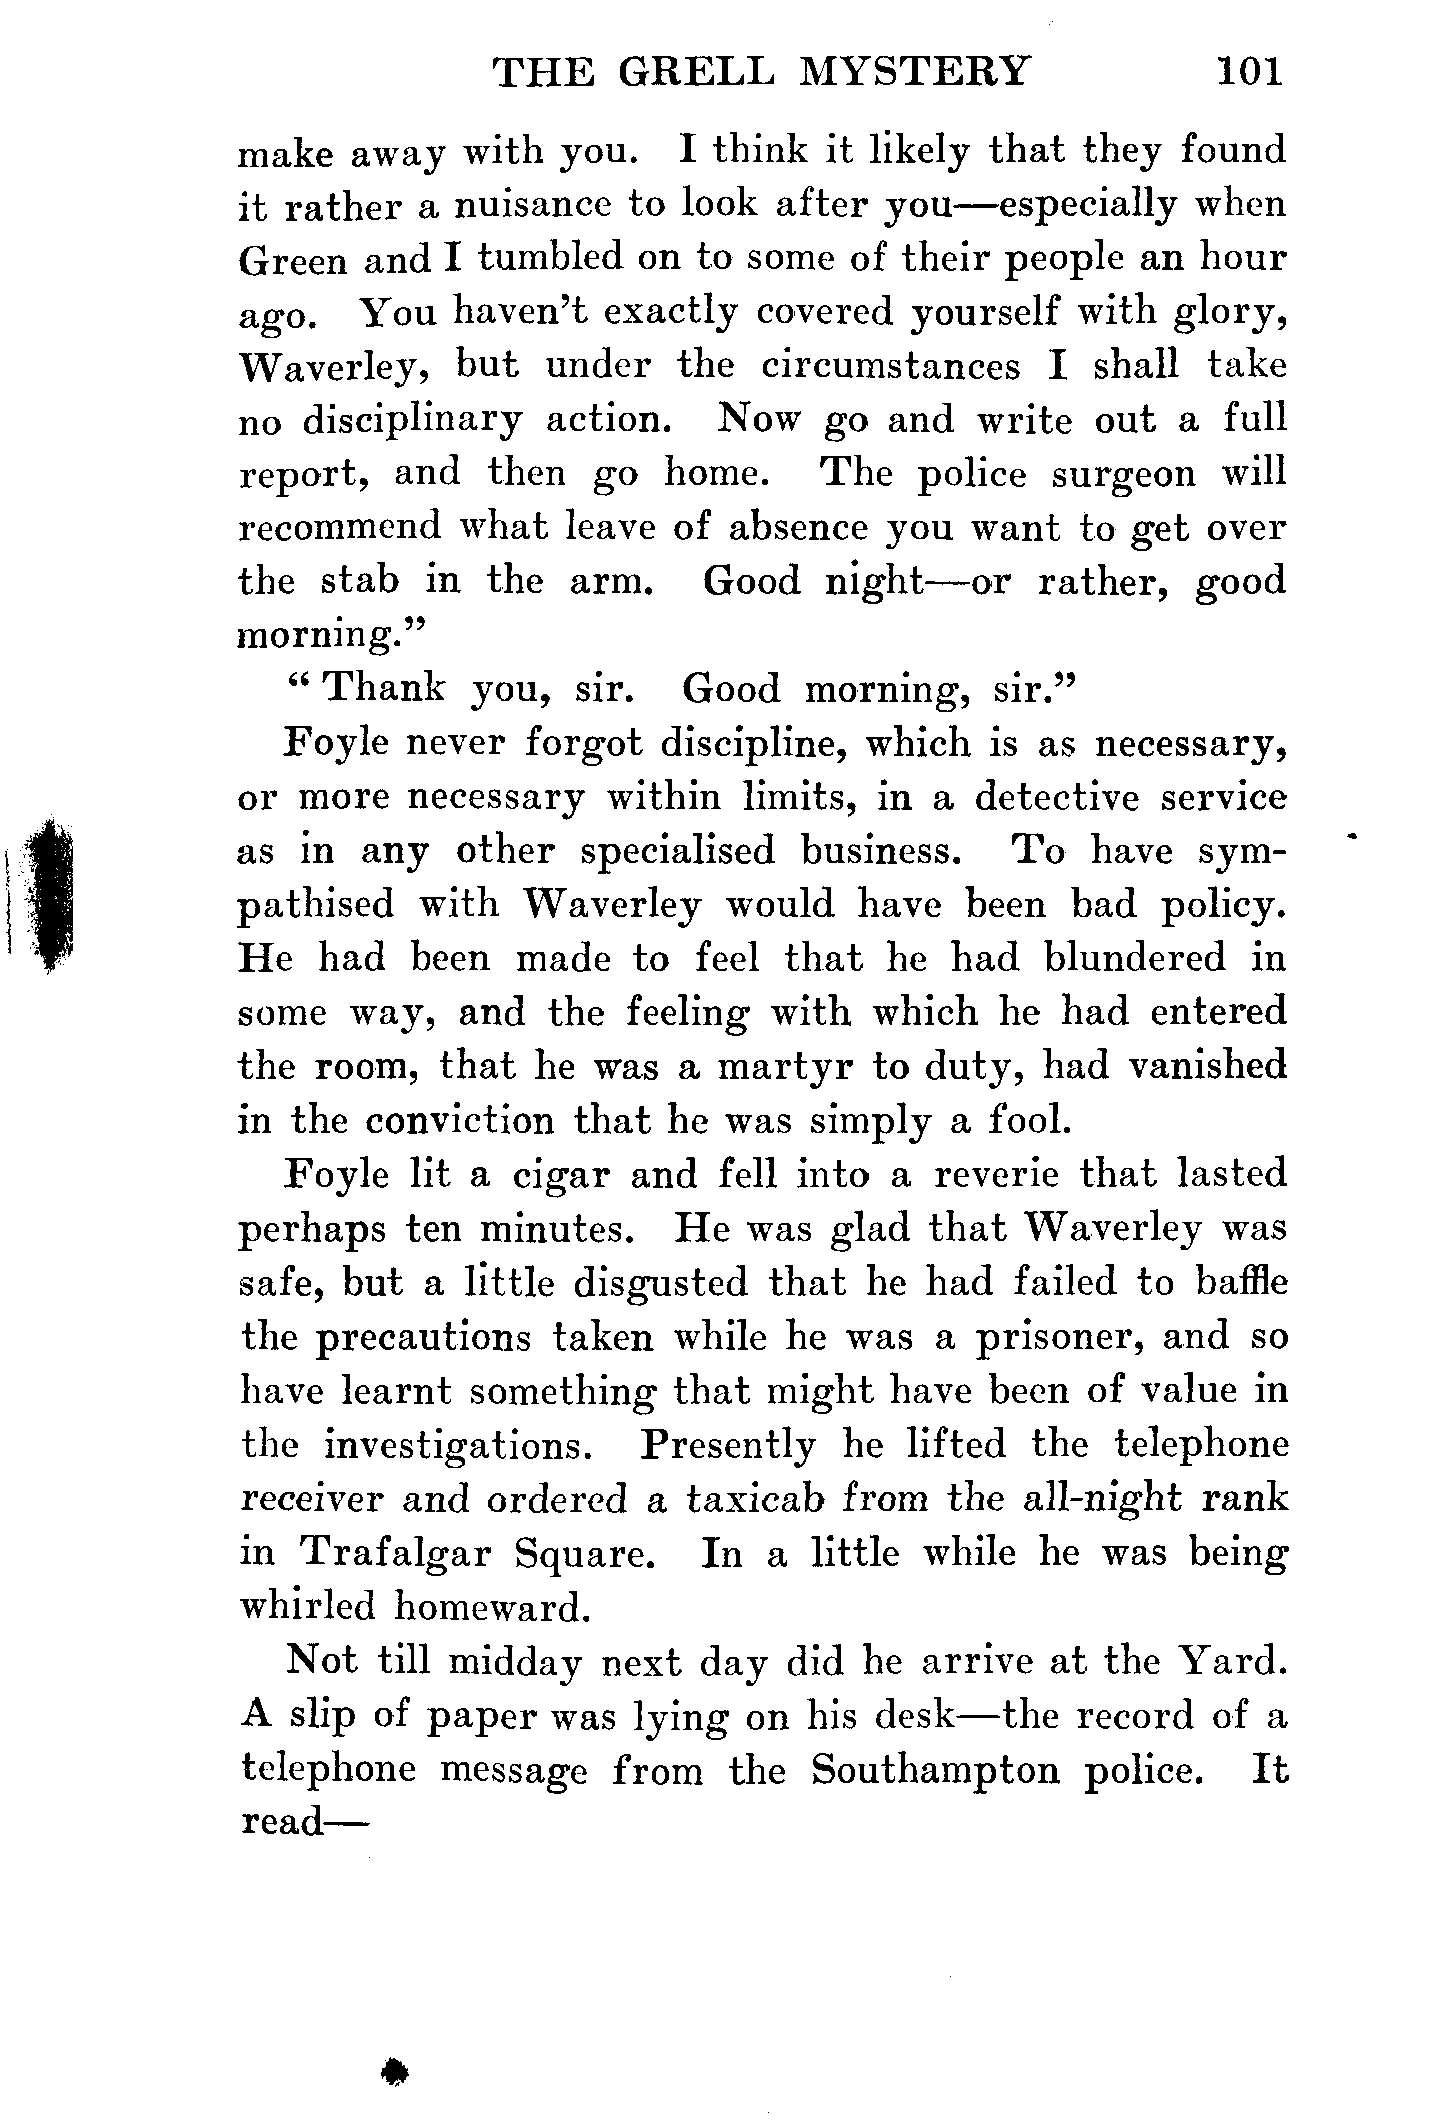 THE GRELL MYSTERY 101
make away with you. I think it likely that they found
it rather a nuisance to look after you—especially when
Green and I tumbled on to some of their people an hour
ago. You haven't exactly covered yourself with glory,
Waverley, but under the circumstances I shall take
no disciplinary action. Now go and write out a full
report, and then go home. The police surgeon will
recommend what leave of absence you want to get over
the stab in the arm. Good night—or rather, good
morning.”
“Thank you, sir. Good morning, sir.”
Foyle never forgot discipline, which is as necessary,
or more necessary within limits, in a detective service
as in any other specialised business. To have sym-
pathised with Waverley would have been bad policy.
He had been made to feel that he had blundered in
some way, and the feeling with which he had entered
the room, that he was a martyr to duty, had vanished
in the conviction that he was simply a fool.
Foyle lit a cigar and fell into a reverie that lasted
perhaps ten minutes. He was glad that Waverley was
safe, but a little disgusted that he had failed to baffle
the precautions taken while he was a prisoner, and so
have learnt something that might have been of value in
the investigations. Presently he lifted the telephone
receiver and ordered a taxicab from the all-night rank
in Trafalgar Square. In a little while he was being
whirled homeward.
Not till midday next day did he arrive at the Yard.
A slip of paper was lying on his desk—the record of a
telephone message from the Southampton police. It
read—